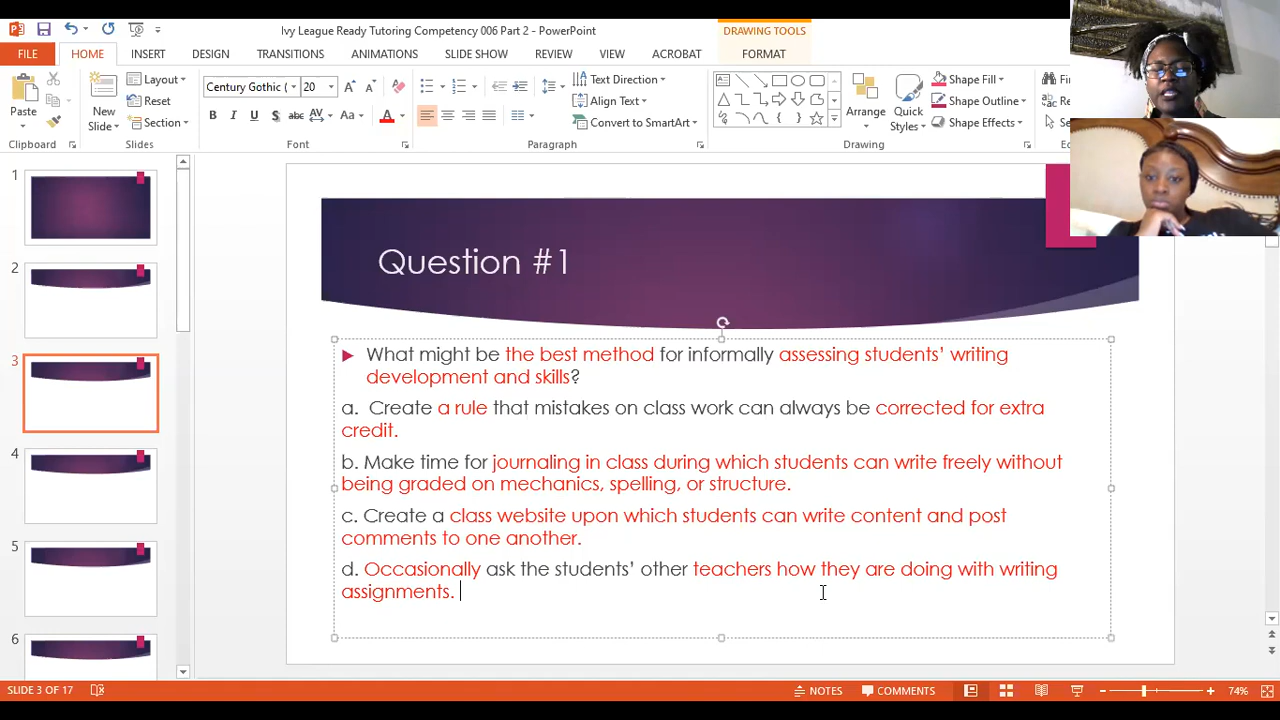 Ivy League Ready Tutoring Competency 006 Part 2 - PowerPoint
DRAWING TOOLS
FILE
HOME
INSERT
DESIGN
TRANSITIONS
ANIMATIONS
SLIDE SHOW
REVIEW
VIEW
ACROBAT
FORMAT
Paste
New
Slide
Layout
Reset
Section
Century Gothic (
20
Text Direction
Align Text
Convert to SmartArt
Arrange
Quick
Styles
Shape Fill
Shape Outline
Shape Effects
Clipboard
Slides
Font
Paragraph
Drawing
1
2
3
4
5
6
Question #1
What might be the best method for informally assessing students' writing
development and skills?
a. Create a rule that mistakes on class work can always be corrected for extra
credit.
b. Make time for journaling in class during which students can write freely without
being graded on mechanics, spelling, or structure.
c. Create a class website upon which students can write content and post
comments to one another.
d. Occasionally ask the students' other teachers how they are doing with writing
assignments.
SLIDE 3 OF 17
NOTES
COMMENTS
74%